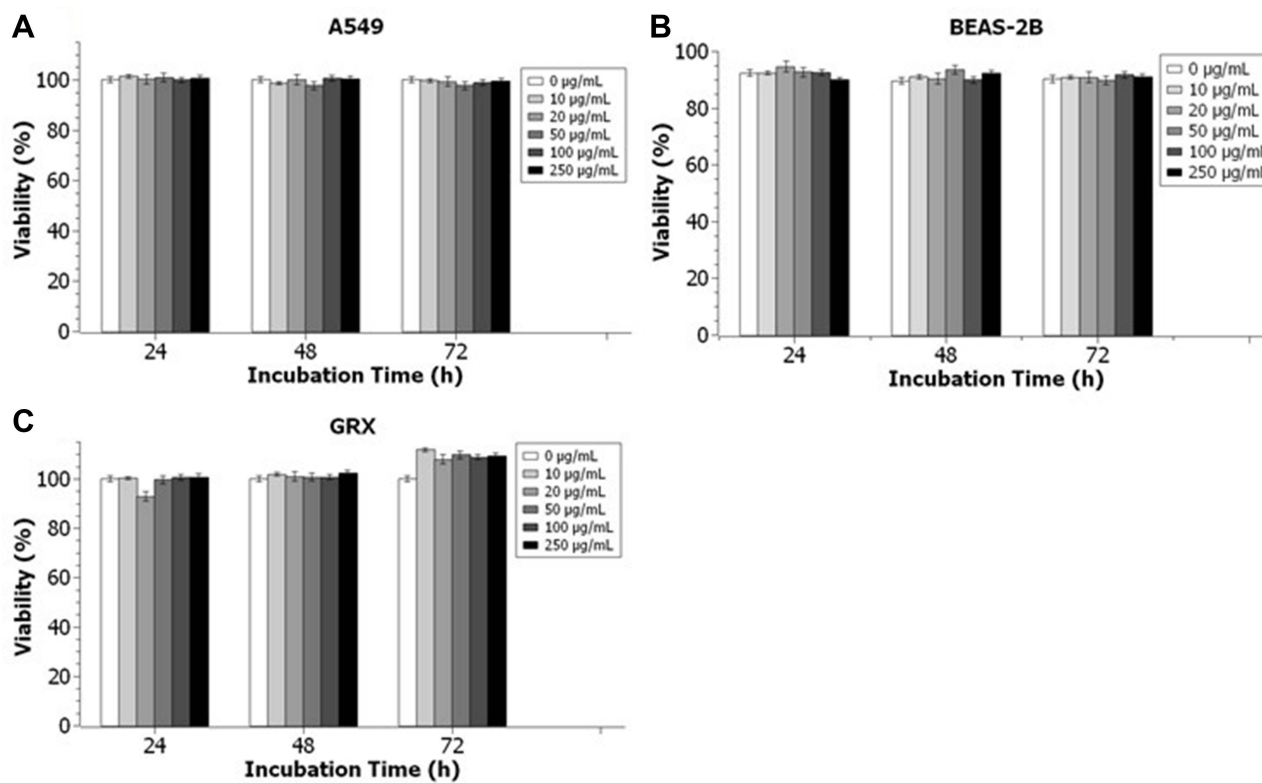 A
A549
Viability (%)
100
80
60
40
20
0
24
48
72
Incubation Time (h)
0 µg/mL
10 µg/mL
20 µg/mL
50 µg/mL
100 µg/mL
250 µg/mL
B
BEAS-2B
Viability (%)
100
80
60
40
20
0
24
48
72
Incubation Time (h)
0 µg/mL
10 µg/mL
20 µg/mL
50 µg/mL
100 µg/mL
250 µg/mL
C
GRX
Viability (%)
100
80
60
40
20
0
24
48
72
Incubation Time (h)
0 µg/mL
10 µg/mL
20 µg/mL
50 µg/mL
100 µg/mL
250 µg/mL